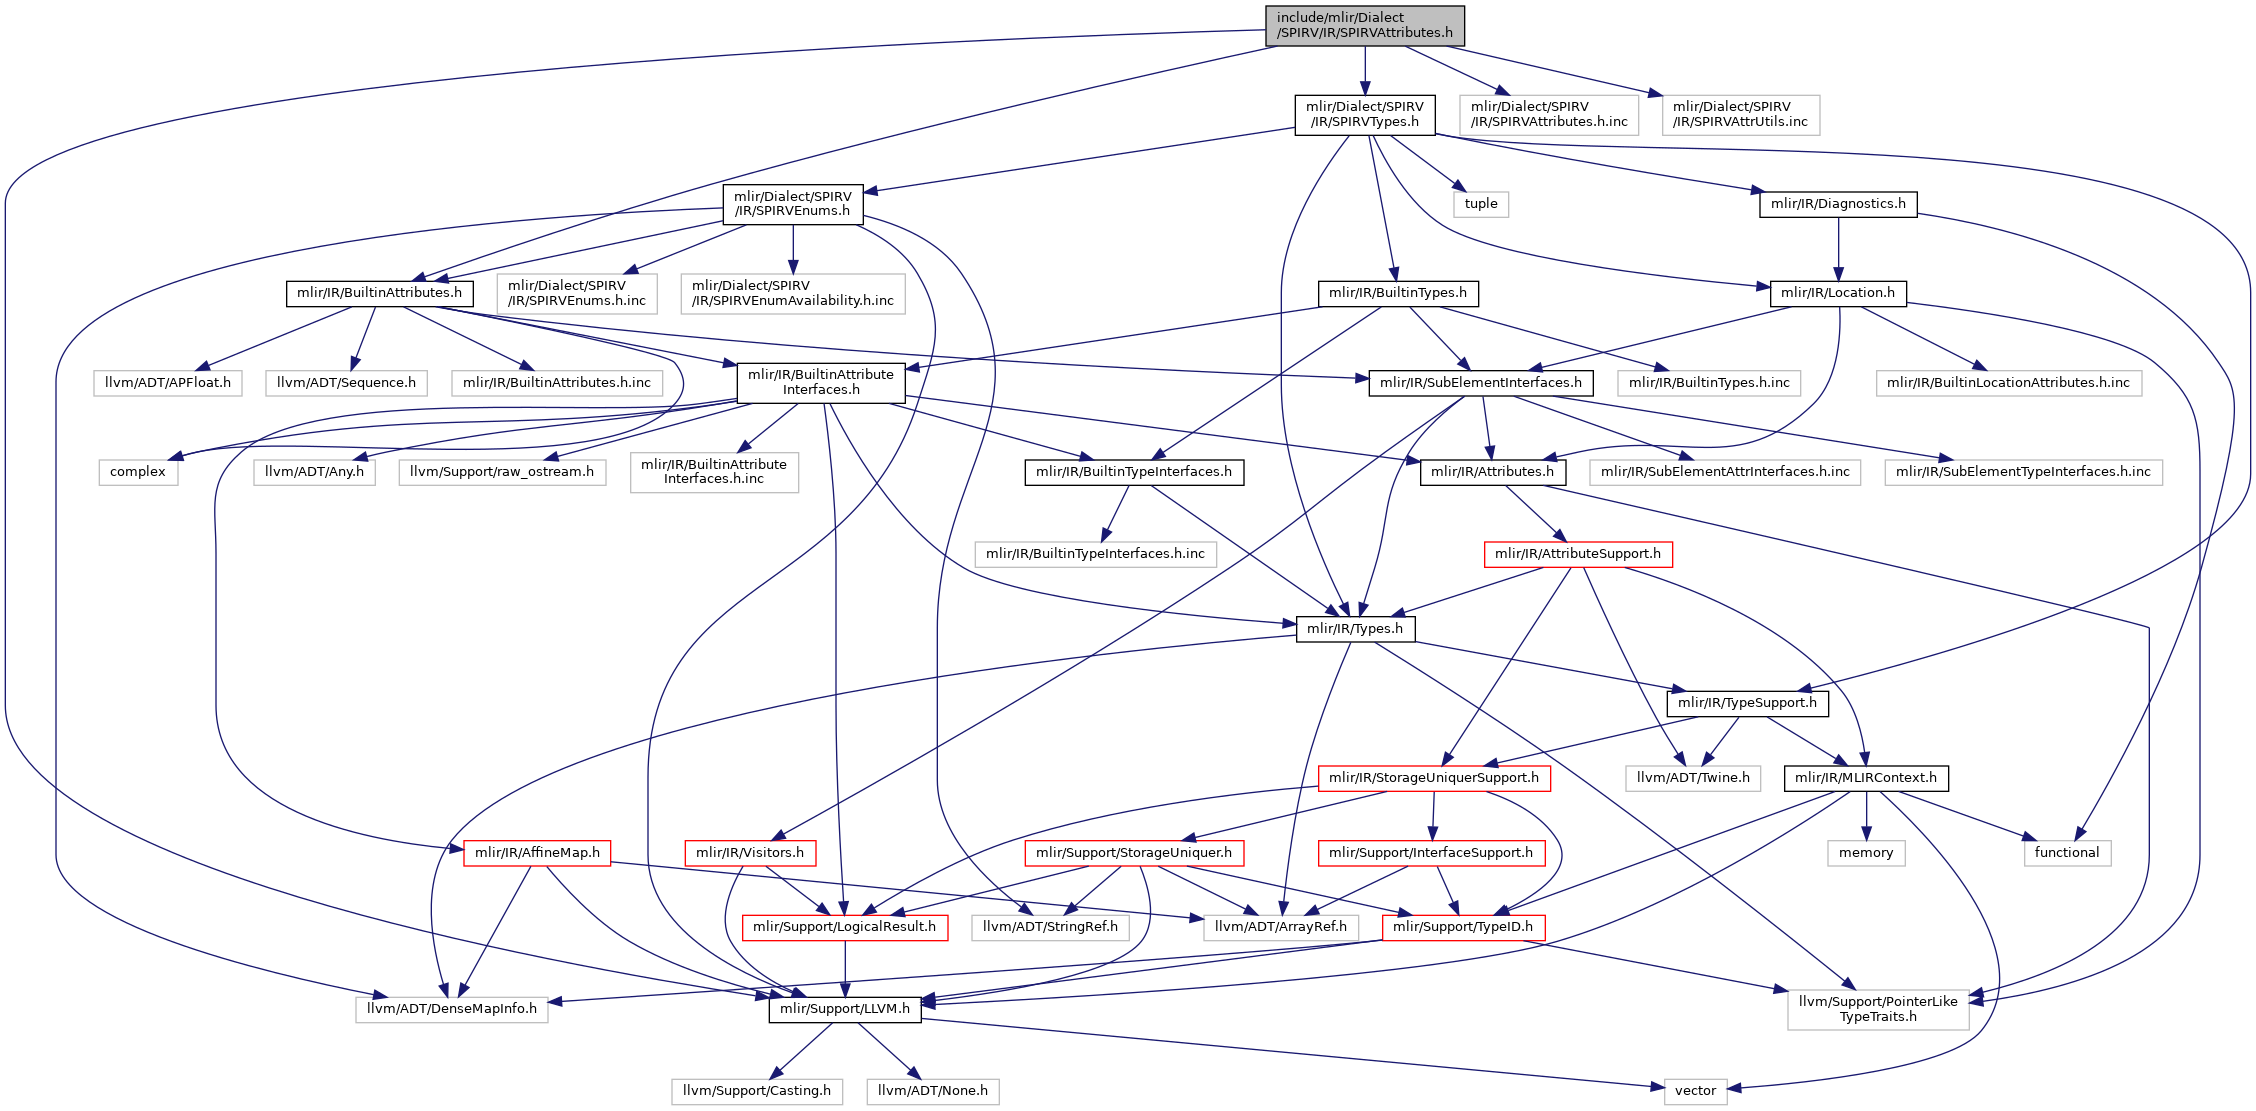 include/mlir/Dialect
/SPIRV/IR/SPIRVAttributes.h
mlir/Dialect/SPIRV
/IR/SPIRVTypes.h
mlir/Dialect/SPIRV
/IR/SPIRVAttributes.h.inc
mlir/Dialect/SPIRV
/IR/SPIRVAttrUtils.inc
mlir/Dialect/SPIRV
/IR/SPIRVEnums.h
tuple
mlir/IR/Diagnostics.h
mlir/IR/BuiltinAttributes.h
mlir/Dialect/SPIRV
/IR/SPIRVEnums.h.inc
mlir/Dialect/SPIRV
/IR/SPIRVEnumAvailability.h.inc
mlir/IR/BuiltinTypes.h
mlir/IR/Location.h
llvm/ADT/APFloat.h
llvm/ADT/Sequence.h
mlir/IR/BuiltinAttributes.h.inc
mlir/IR/BuiltinAttribute
Interfaces.h
mlir/IR/SubElementInterfaces.h
mlir/IR/BuiltinTypes.h.inc
mlir/IR/BuiltinLocationAttributes.h.inc
complex
llvm/ADT/Any.h
llvm/Support/raw_ostream.h
mlir/IR/BuiltinAttribute
Interfaces.h.inc
mlir/IR/BuiltinTypeInterfaces.h
mlir/IR/Attributes.h
mlir/IR/SubElementAttrInterfaces.h.inc
mlir/IR/SubElementTypeInterfaces.h.inc
mlir/IR/BuiltinTypeInterfaces.h.inc
mlir/IR/AttributeSupport.h
mlir/IR/Types.h
mlir/IR/TypeSupport.h
mlir/IR/StorageUniquerSupport.h
llvm/ADT/Twine.h
mlir/IR/MLIRContext.h
mlir/IR/AffineMap.h
mlir/IR/Visitors.h
mlir/Support/StorageUniquer.h
mlir/Support/InterfaceSupport.h
memory
functional
mlir/Support/LogicalResult.h
llvm/ADT/StringRef.h
llvm/ADT/ArrayRef.h
mlir/Support/TypeID.h
llvm/ADT/DenseMapInfo.h
mlir/Support/LLVM.h
llvm/Support/PointerLike
TypeTraits.h
llvm/Support/Casting.h
llvm/ADT/None.h
vector